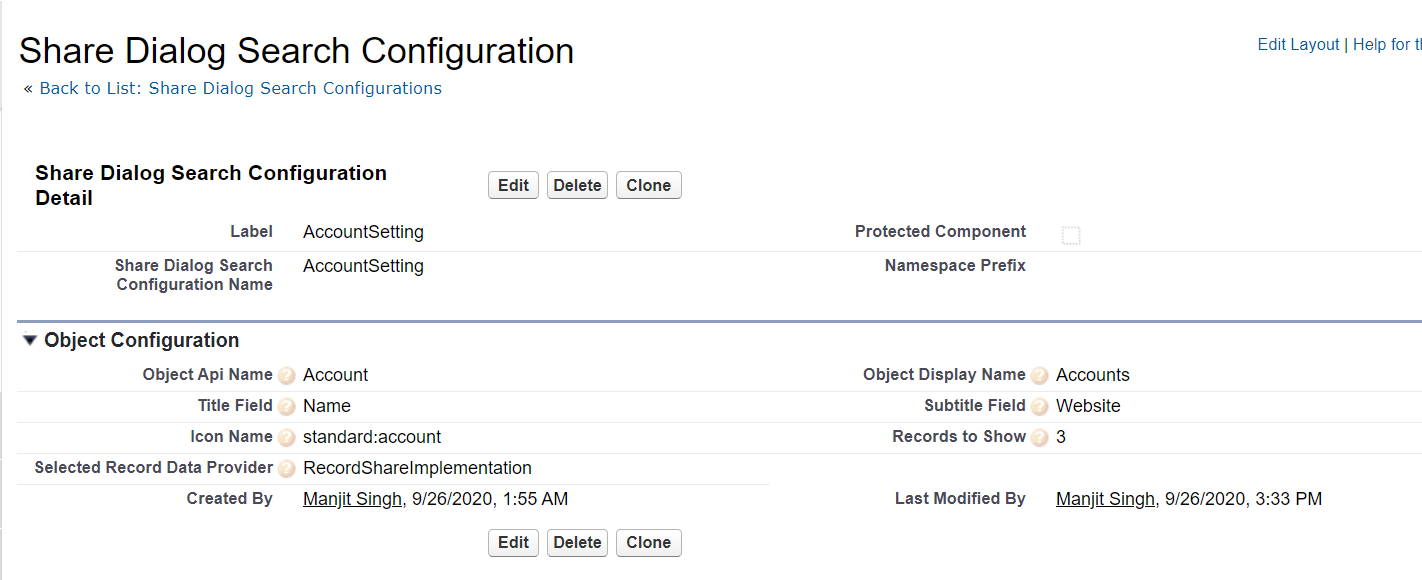 Share Dialog Search Configuration
Edit Layout | Help for t
« Back to List: Share Dialog Search Configurations
Share Dialog Search Configuration
Detail
Edit Delete Clone
Label AccountSetting Protected Component
Share Dialog Search
Configuration Name AccountSetting Namespace Prefix
Object Configuration
Object Api Name ? Account Object Display Name ? Accounts
Title Field ? Name Subtitle Field ? Website
Icon Name ? standard:account Records to Show ? 3
Selected Record Data Provider ? RecordShareImplementation
Created By Manjit Singh, 9/26/2020, 1:55 AM Last Modified By Manjit Singh, 9/26/2020, 3:33 PM
Edit Delete Clone